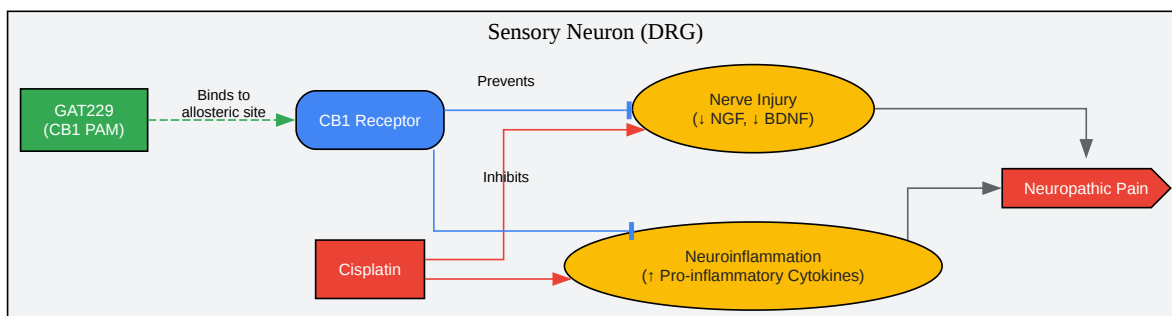 Sensory Neuron (DRG)
GAT229
(CB1 PAM)
Binds to
allosteric site
CB1 Receptor
Prevents
Nerve Injury
(↓ NGF, ↓ BDNF)
Inhibits
Neuropathic Pain
Cisplatin
Neuroinflammation
(↑ Pro-inflammatory Cytokines)